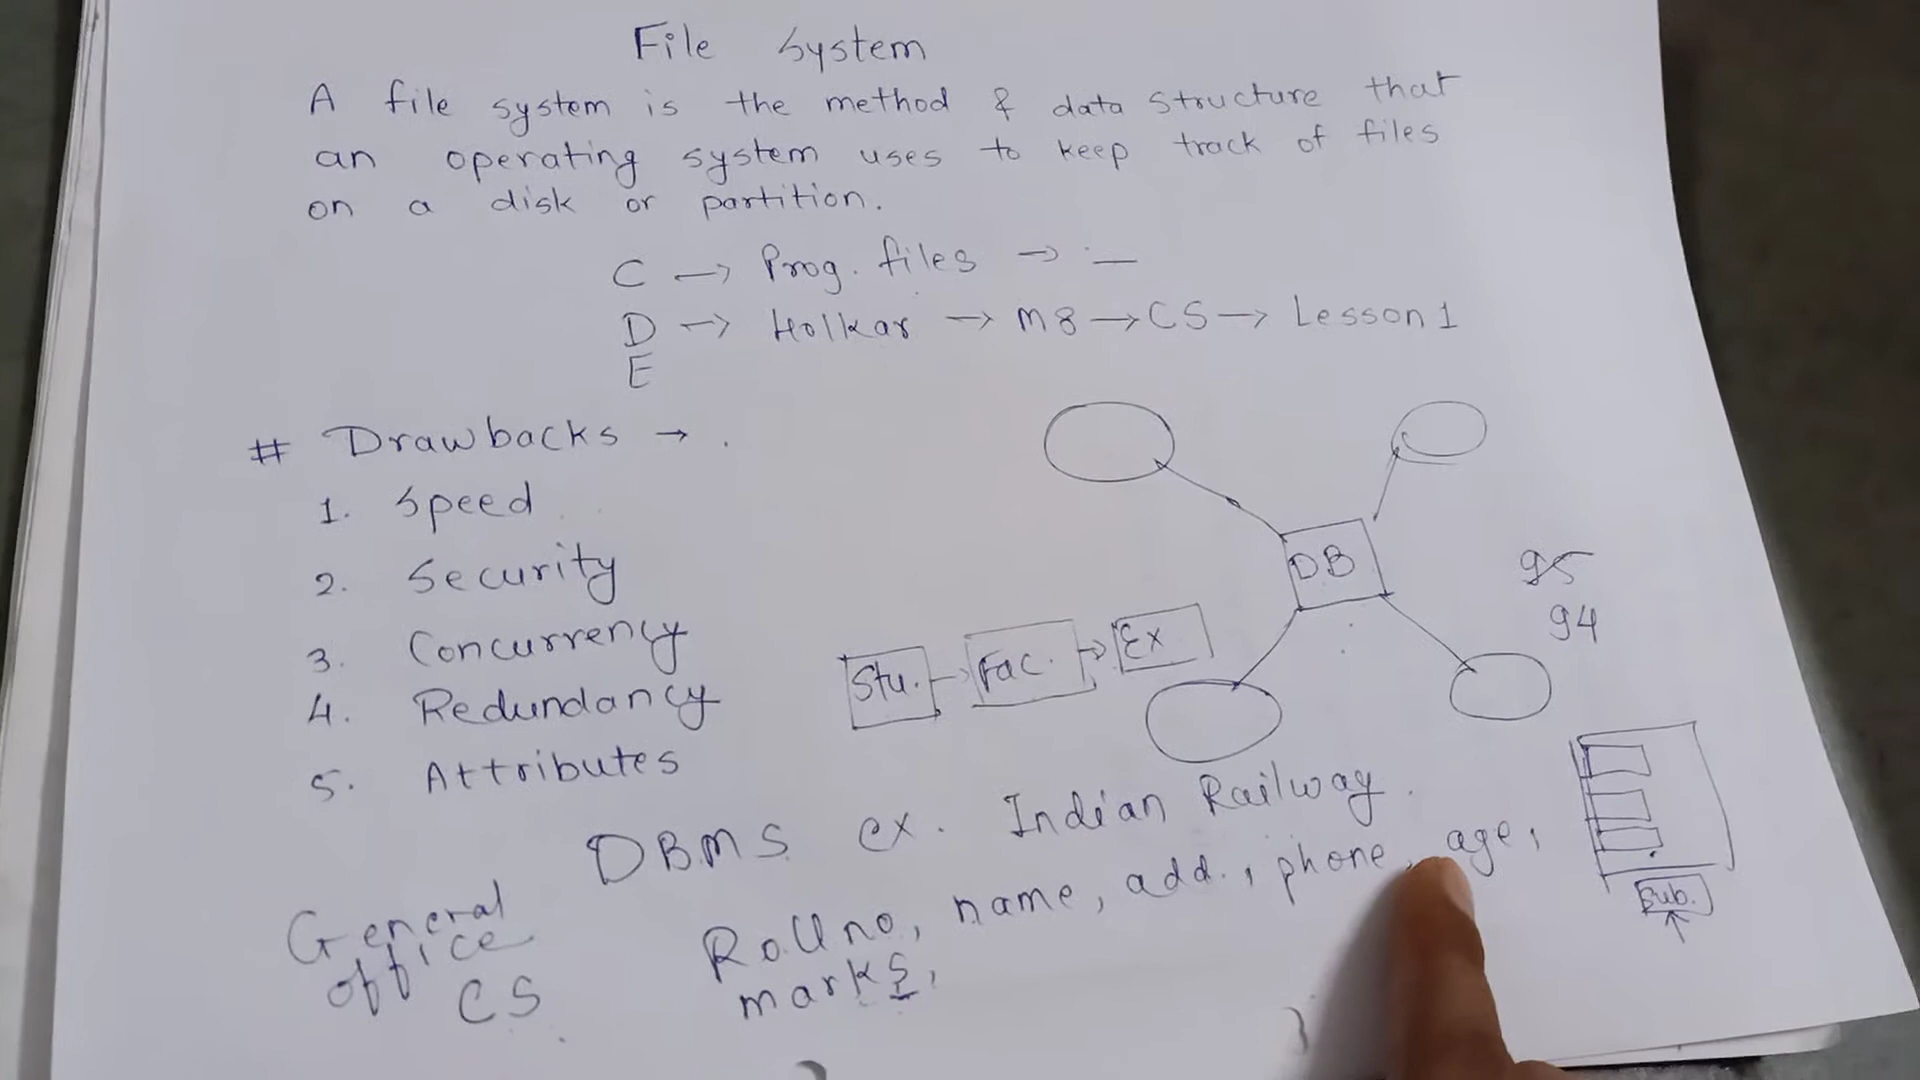 File System
A file system is the method & data structure that
an operating system uses to keep track of files
on a disk or partition.
C → Prog. files → —
D → Holkar → M8 → CS → Lesson 1
E
# Drawbacks →
1. Speed
2. Security
3. Concurrency
4. Redundancy
5. Attributes
DB
95
94
Stu. → Fac. → Ex
DBMS ex. Indian Railway.
Roll no, name, add., phone, age,
marks,
General
office
CS
Sub.